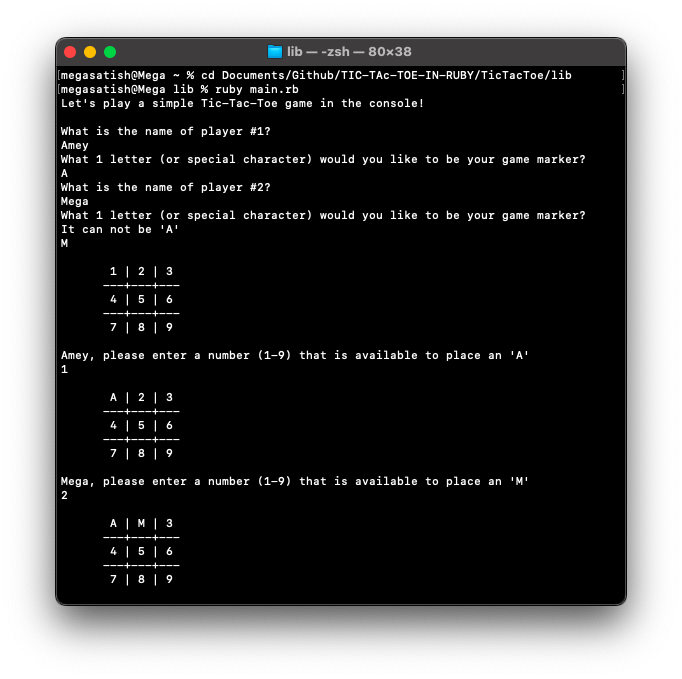 lib — -zsh — 80×38
[megasatish@Mega ~ % cd Documents/Github/TIC-TAc-TOE-IN-RUBY/TicTacToe/lib ]
[megasatish@Mega lib % ruby main.rb ]
Let's play a simple Tic-Tac-Toe game in the console!
What is the name of player #1?
Amey
What 1 letter (or special character) would you like to be your game marker?
A
What is the name of player #2?
Mega
What 1 letter (or special character) would you like to be your game marker?
It can not be 'A'
M
1 | 2 | 3
---+---+---
4 | 5 | 6
---+---+---
7 | 8 | 9
Amey, please enter a number (1-9) that is available to place an 'A'
1
A | 2 | 3
---+---+---
4 | 5 | 6
---+---+---
7 | 8 | 9
Mega, please enter a number (1-9) that is available to place an 'M'
2
A | M | 3
---+---+---
4 | 5 | 6
---+---+---
7 | 8 | 9